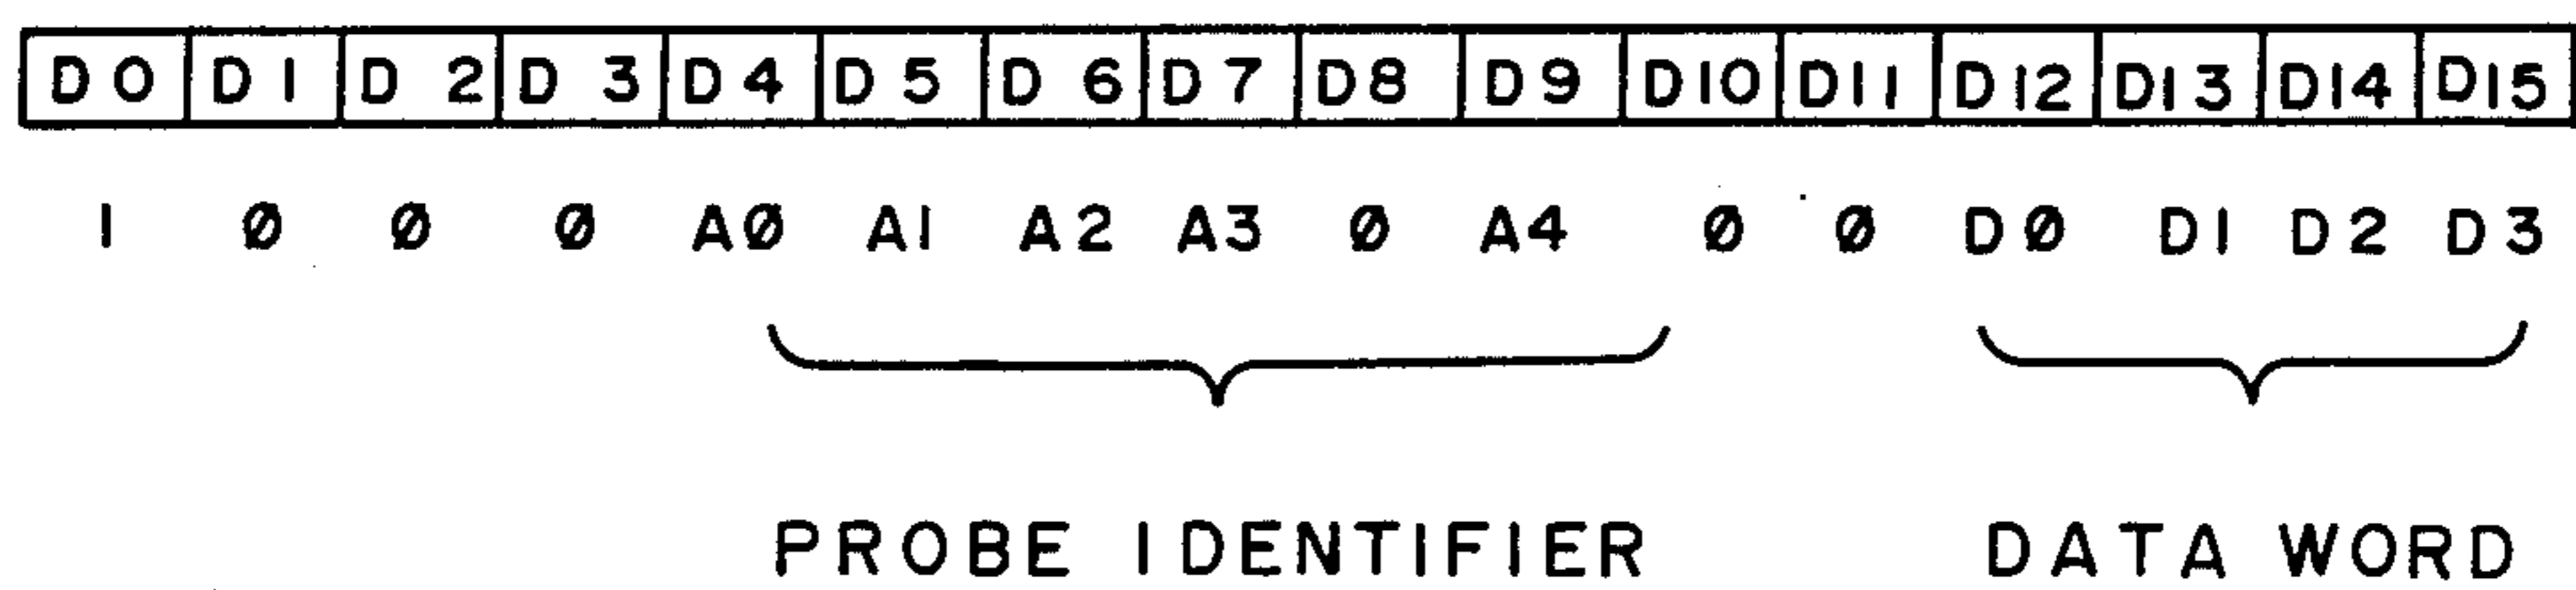 D0 D1 D2 D3 D4 D5 D6 D7 D8 D9 D10 D11 D12 D13 D14 D15
1 Ø Ø Ø AØ A1 A2 A3 Ø A4 Ø Ø DØ D1 D2 D3
PROBE IDENTIFIER DATA WORD